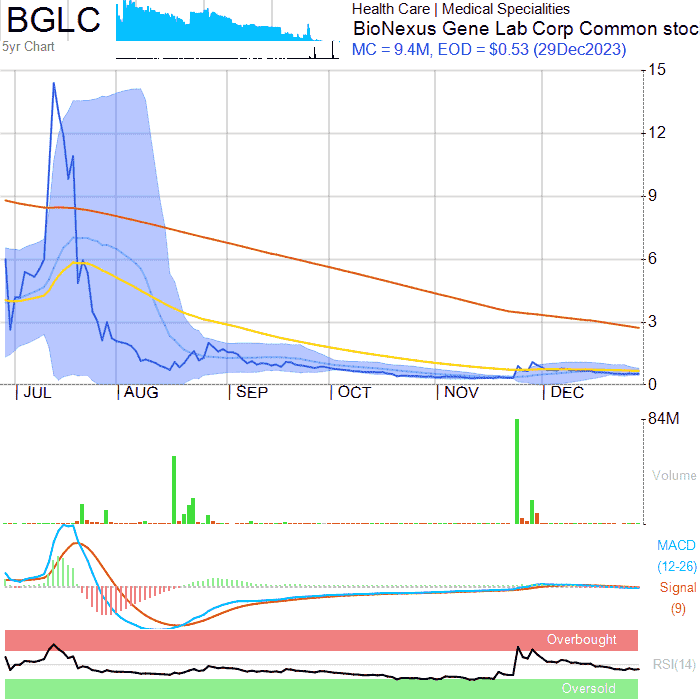 BGLC
5yr Chart
Health Care | Medical Specialities
BioNexus Gene Lab Corp Common stoc
MC = 9.4M, EOD = $0.53 (29Dec2023)
15
12
9
6
3
0
JUL
AUG
SEP
OCT
NOV
DEC
84M
Volume
MACD
(12-26)
Signal
(9)
Overbought
RSI(14)
Oversold